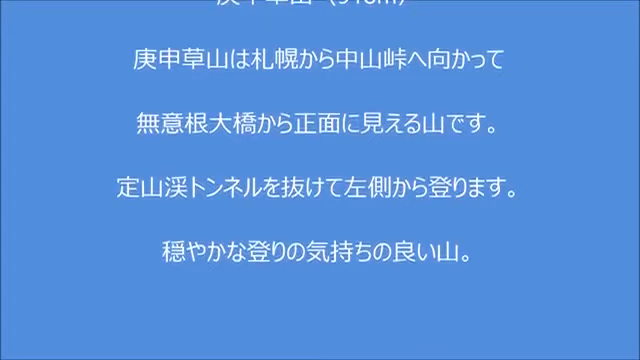 庚申草山は札幌から中山峠へ向かって
無意根大橋から正面に見える山です。
定山渓トンネルを抜けて左側から登ります。
穏やかな登りの気持ちの良い山。